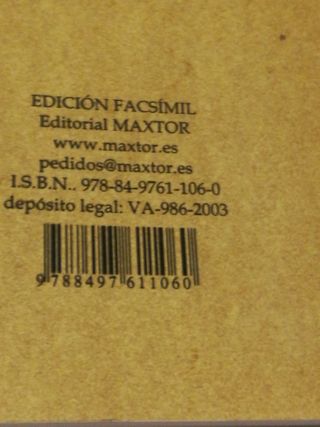 EDICIÓN FACSÍMIL
Editorial MAXTOR
www.maxtor.es
pedidos@maxtor.es
I.S.B.N.. 978-84-9761-106-0
depósito legal: VA-986-2003
9 788497 611060